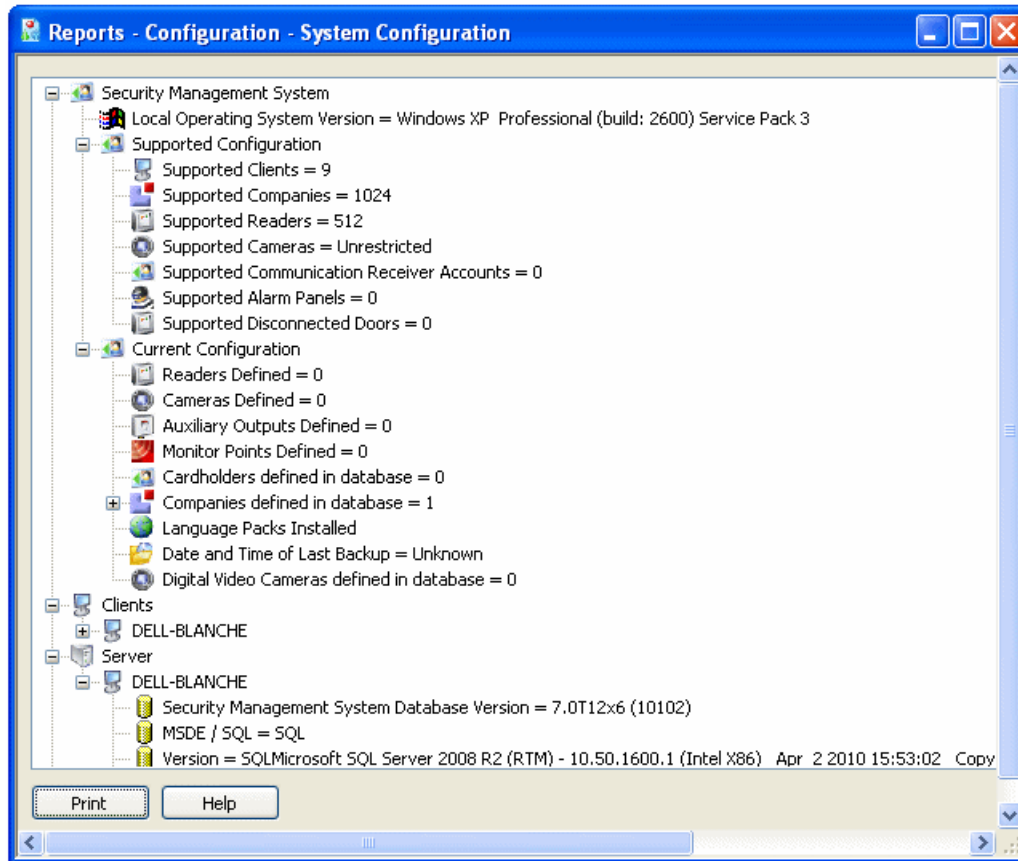 Reports - Configuration - System Configuration
Security Management System
Local Operating System Version = Windows XP Professional (build: 2600) Service Pack 3
Supported Configuration
Supported Clients = 9
Supported Companies = 1024
Supported Readers = 512
Supported Cameras = Unrestricted
Supported Communication Receiver Accounts = 0
Supported Alarm Panels = 0
Supported Disconnected Doors = 0
Current Configuration
Readers Defined = 0
Cameras Defined = 0
Auxiliary Outputs Defined = 0
Monitor Points Defined = 0
Cardholders defined in database = 0
Companies defined in database = 1
Language Packs Installed
Date and Time of Last Backup = Unknown
Digital Video Cameras defined in database = 0
Clients
DELL-BLANCHE
Server
DELL-BLANCHE
Security Management System Database Version = 7.0T12x6 (10102)
MSDE / SQL = SQL
Version = SQLMicrosoft SQL Server 2008 R2 (RTM) - 10.50.1600.1 (Intel X86) Apr 2 2010 15:53:02 Copy
Print Help